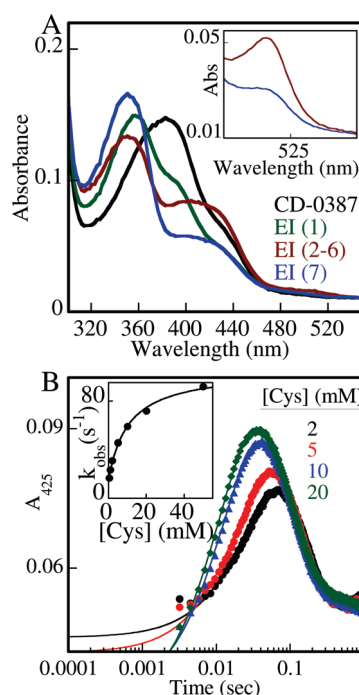 A
0.2
0.1
0
Absorbance
320 360 400 440 480 520
Wavelength (nm)
0.05
0.01
Abs
525
Wavelength (nm)
CD-0387
EI (1)
EI (2-6)
EI (7)
B
[Cys] (mM)
2
5
10
20
80
0
k_obs(s^-1)
0 20 40
[Cys] (mM)
0.09
0.06
A_425
0.0001 0.001 0.01 0.1
Time (sec)